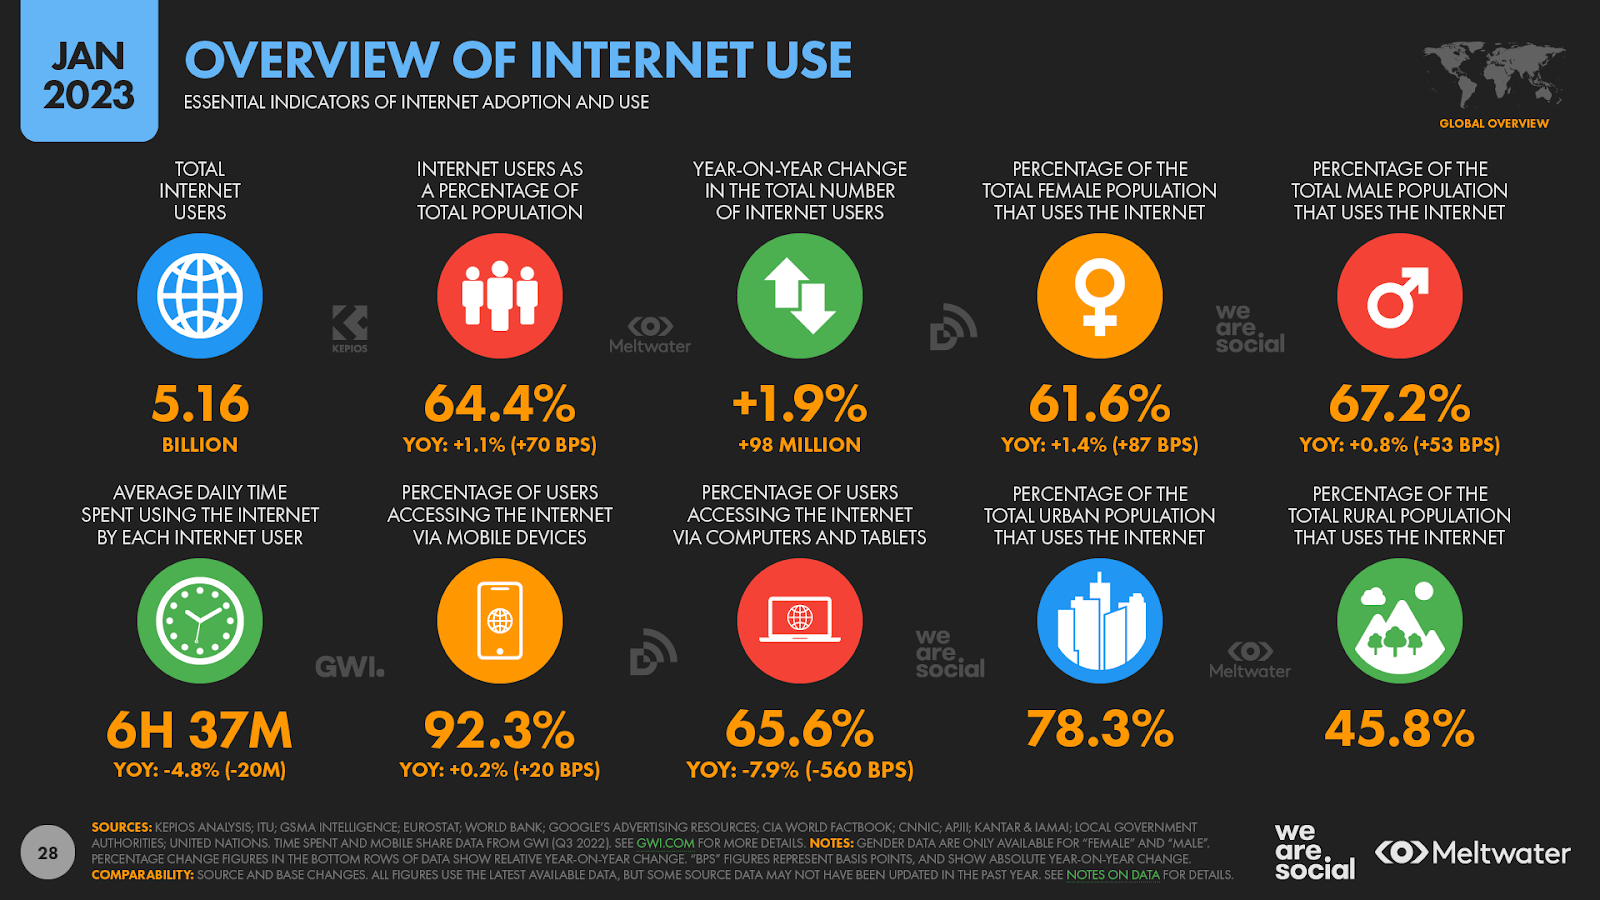 JAN
2023
OVERVIEW OF INTERNET USE
ESSENTIAL INDICATORS OF INTERNET ADOPTION AND USE
GLOBAL OVERVIEW
TOTAL
INTERNET
USERS
5.16
BILLION
INTERNET USERS AS
A PERCENTAGE OF
TOTAL POPULATION
64.4%
YOY: +1.1% (+70 BPS)
YEAR-ON-YEAR CHANGE
IN THE TOTAL NUMBER
OF INTERNET USERS
+1.9%
+98 MILLION
PERCENTAGE OF THE
TOTAL FEMALE POPULATION
THAT USES THE INTERNET
61.6%
YOY: +1.4% (+87 BPS)
PERCENTAGE OF THE
TOTAL MALE POPULATION
THAT USES THE INTERNET
67.2%
YOY: +0.8% (+53 BPS)
KEPIOS
Meltwater
we
are
social
AVERAGE DAILY TIME
SPENT USING THE INTERNET
BY EACH INTERNET USER
6H 37M
YOY: -4.8% (-20M)
PERCENTAGE OF USERS
ACCESSING THE INTERNET
VIA MOBILE DEVICES
92.3%
YOY: +0.2% (+20 BPS)
PERCENTAGE OF USERS
ACCESSING THE INTERNET
VIA COMPUTERS AND TABLETS
65.6%
YOY: -7.9% (-560 BPS)
PERCENTAGE OF THE
TOTAL URBAN POPULATION
THAT USES THE INTERNET
78.3%
PERCENTAGE OF THE
TOTAL RURAL POPULATION
THAT USES THE INTERNET
45.8%
GWI.
we
are
social
Meltwater
28
SOURCES: KEPIOS ANALYSIS; ITU; GSMA INTELLIGENCE; EUROSTAT; WORLD BANK; GOOGLE'S ADVERTISING RESOURCES; CIA WORLD FACTBOOK; CNNIC; APJII; KANTAR & IAMAI; LOCAL GOVERNMENT
AUTHORITIES; UNITED NATIONS. TIME SPENT AND MOBILE SHARE DATA FROM GWI (Q3 2022). SEE GWI.COM FOR MORE DETAILS. NOTES: GENDER DATA ARE ONLY AVAILABLE FOR "FEMALE" AND "MALE".
PERCENTAGE CHANGE FIGURES IN THE BOTTOM ROWS OF DATA SHOW RELATIVE YEAR-ON-YEAR CHANGE. "BPS" FIGURES REPRESENT BASIS POINTS, AND SHOW ABSOLUTE YEAR-ON-YEAR CHANGE.
COMPARABILITY: SOURCE AND BASE CHANGES. ALL FIGURES USE THE LATEST AVAILABLE DATA, BUT SOME SOURCE DATA MAY NOT HAVE BEEN UPDATED IN THE PAST YEAR. SEE NOTES ON DATA FOR DETAILS.
we
are
social
Meltwater